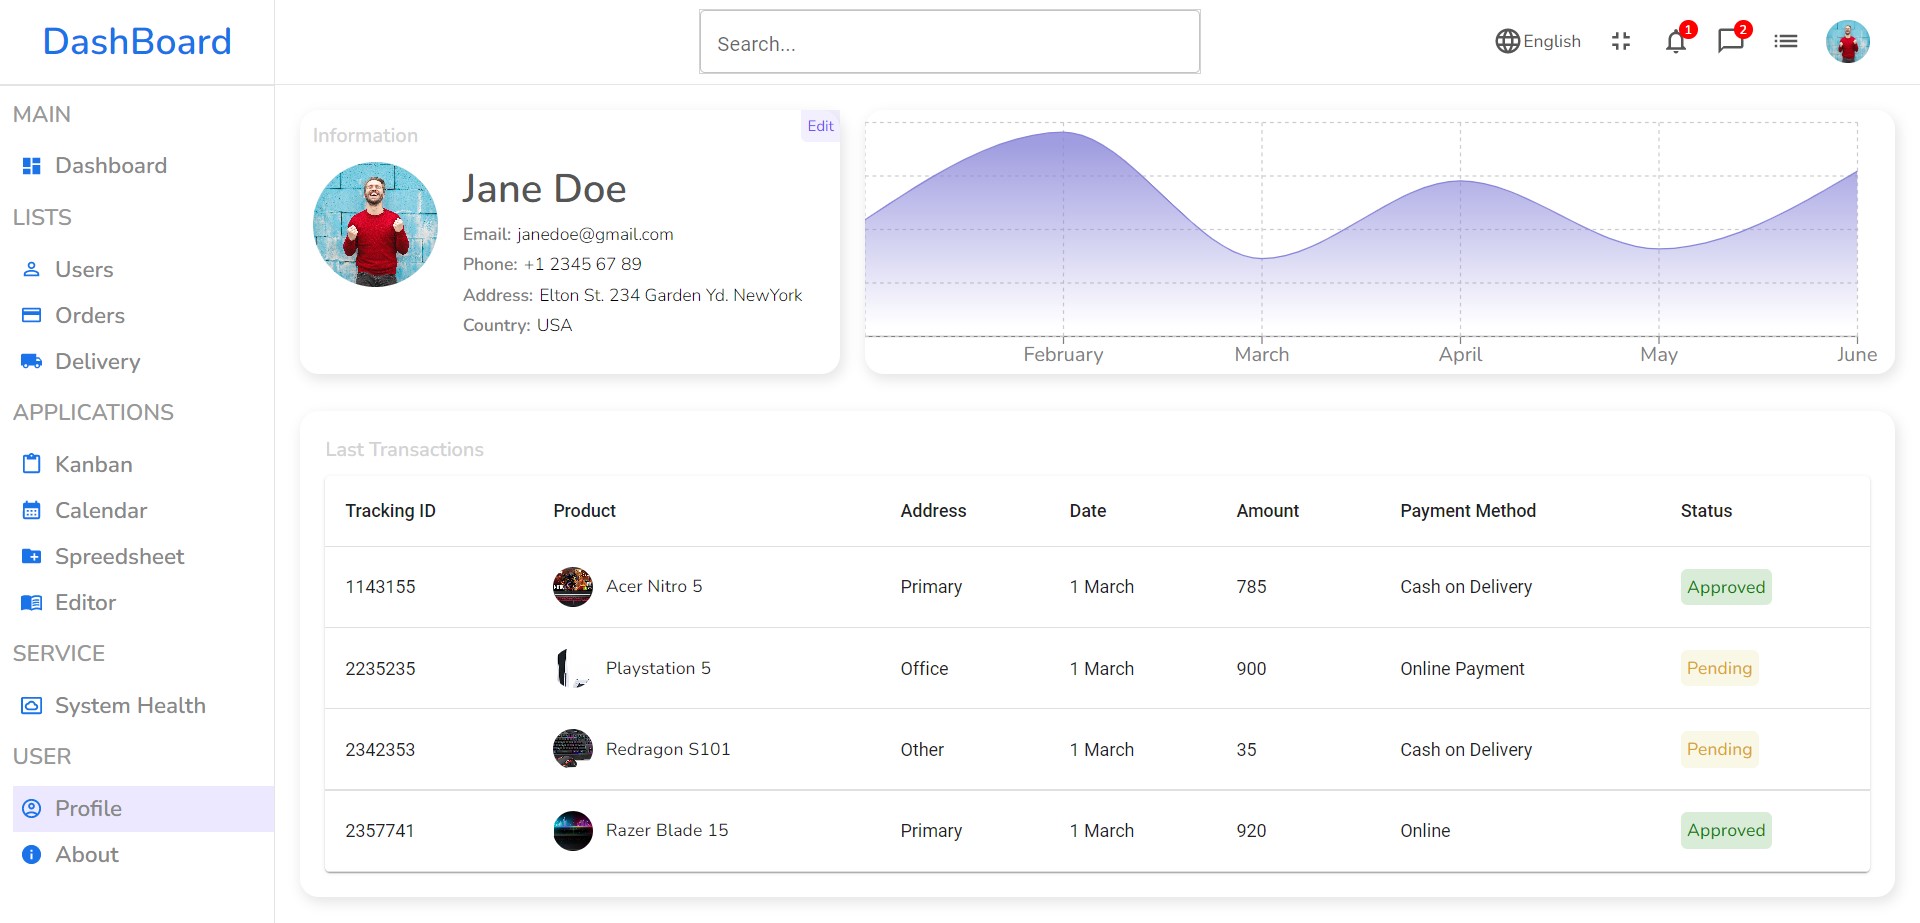 DashBoard
Search...
English
1
2
MAIN
Dashboard
LISTS
Users
Orders
Delivery
APPLICATIONS
Kanban
Calendar
Spreedsheet
Editor
SERVICE
System Health
USER
Profile
About
Information
Edit
Jane Doe
Email: janedoe@gmail.com
Phone: +1 2345 67 89
Address: Elton St. 234 Garden Yd. NewYork
Country: USA
February March April May June
Last Transactions
Tracking ID Product Address Date Amount Payment Method Status
1143155 Acer Nitro 5 Primary 1 March 785 Cash on Delivery Approved
2235235 Playstation 5 Office 1 March 900 Online Payment Pending
2342353 Redragon S101 Other 1 March 35 Cash on Delivery Pending
2357741 Razer Blade 15 Primary 1 March 920 Online Approved